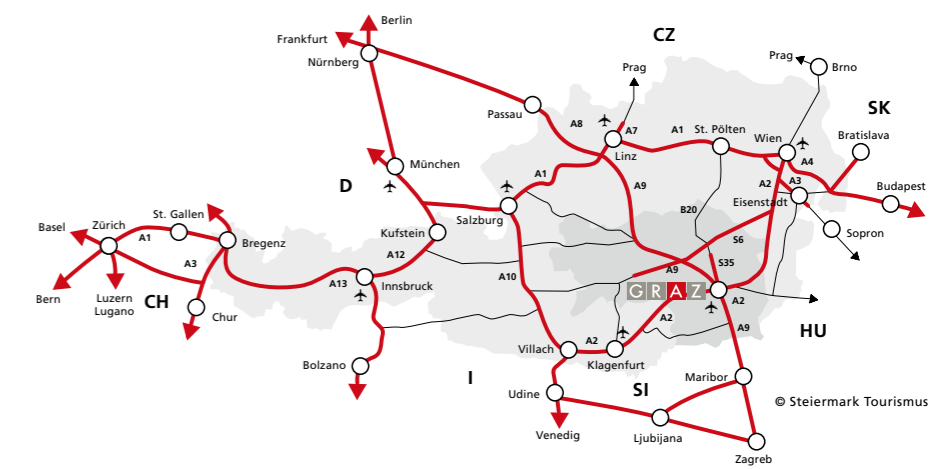 Berlin
Frankfurt
Nürnberg
CZ
Prag
Prag
Brno
SK
Passau
A8
A7
A1
St. Pölten
Wien
Bratislava
Linz
A4
München
D
A1
A9
A2
A3
Eisenstadt
Budapest
St. Gallen
Zürich
Basel
A1
Bregenz
Kufstein
Salzburg
B20
Sopron
S6
A3
A12
A13
Innsbruck
A10
A9
S35
Bern
Luzern
Lugano
CH
Chur
GRAZ
A2
A2
A9
HU
Villach
A2
Klagenfurt
Bolzano
I
Udine
SI
Maribor
© Steiermark Tourismus
Venedig
Ljubijana
Zagreb